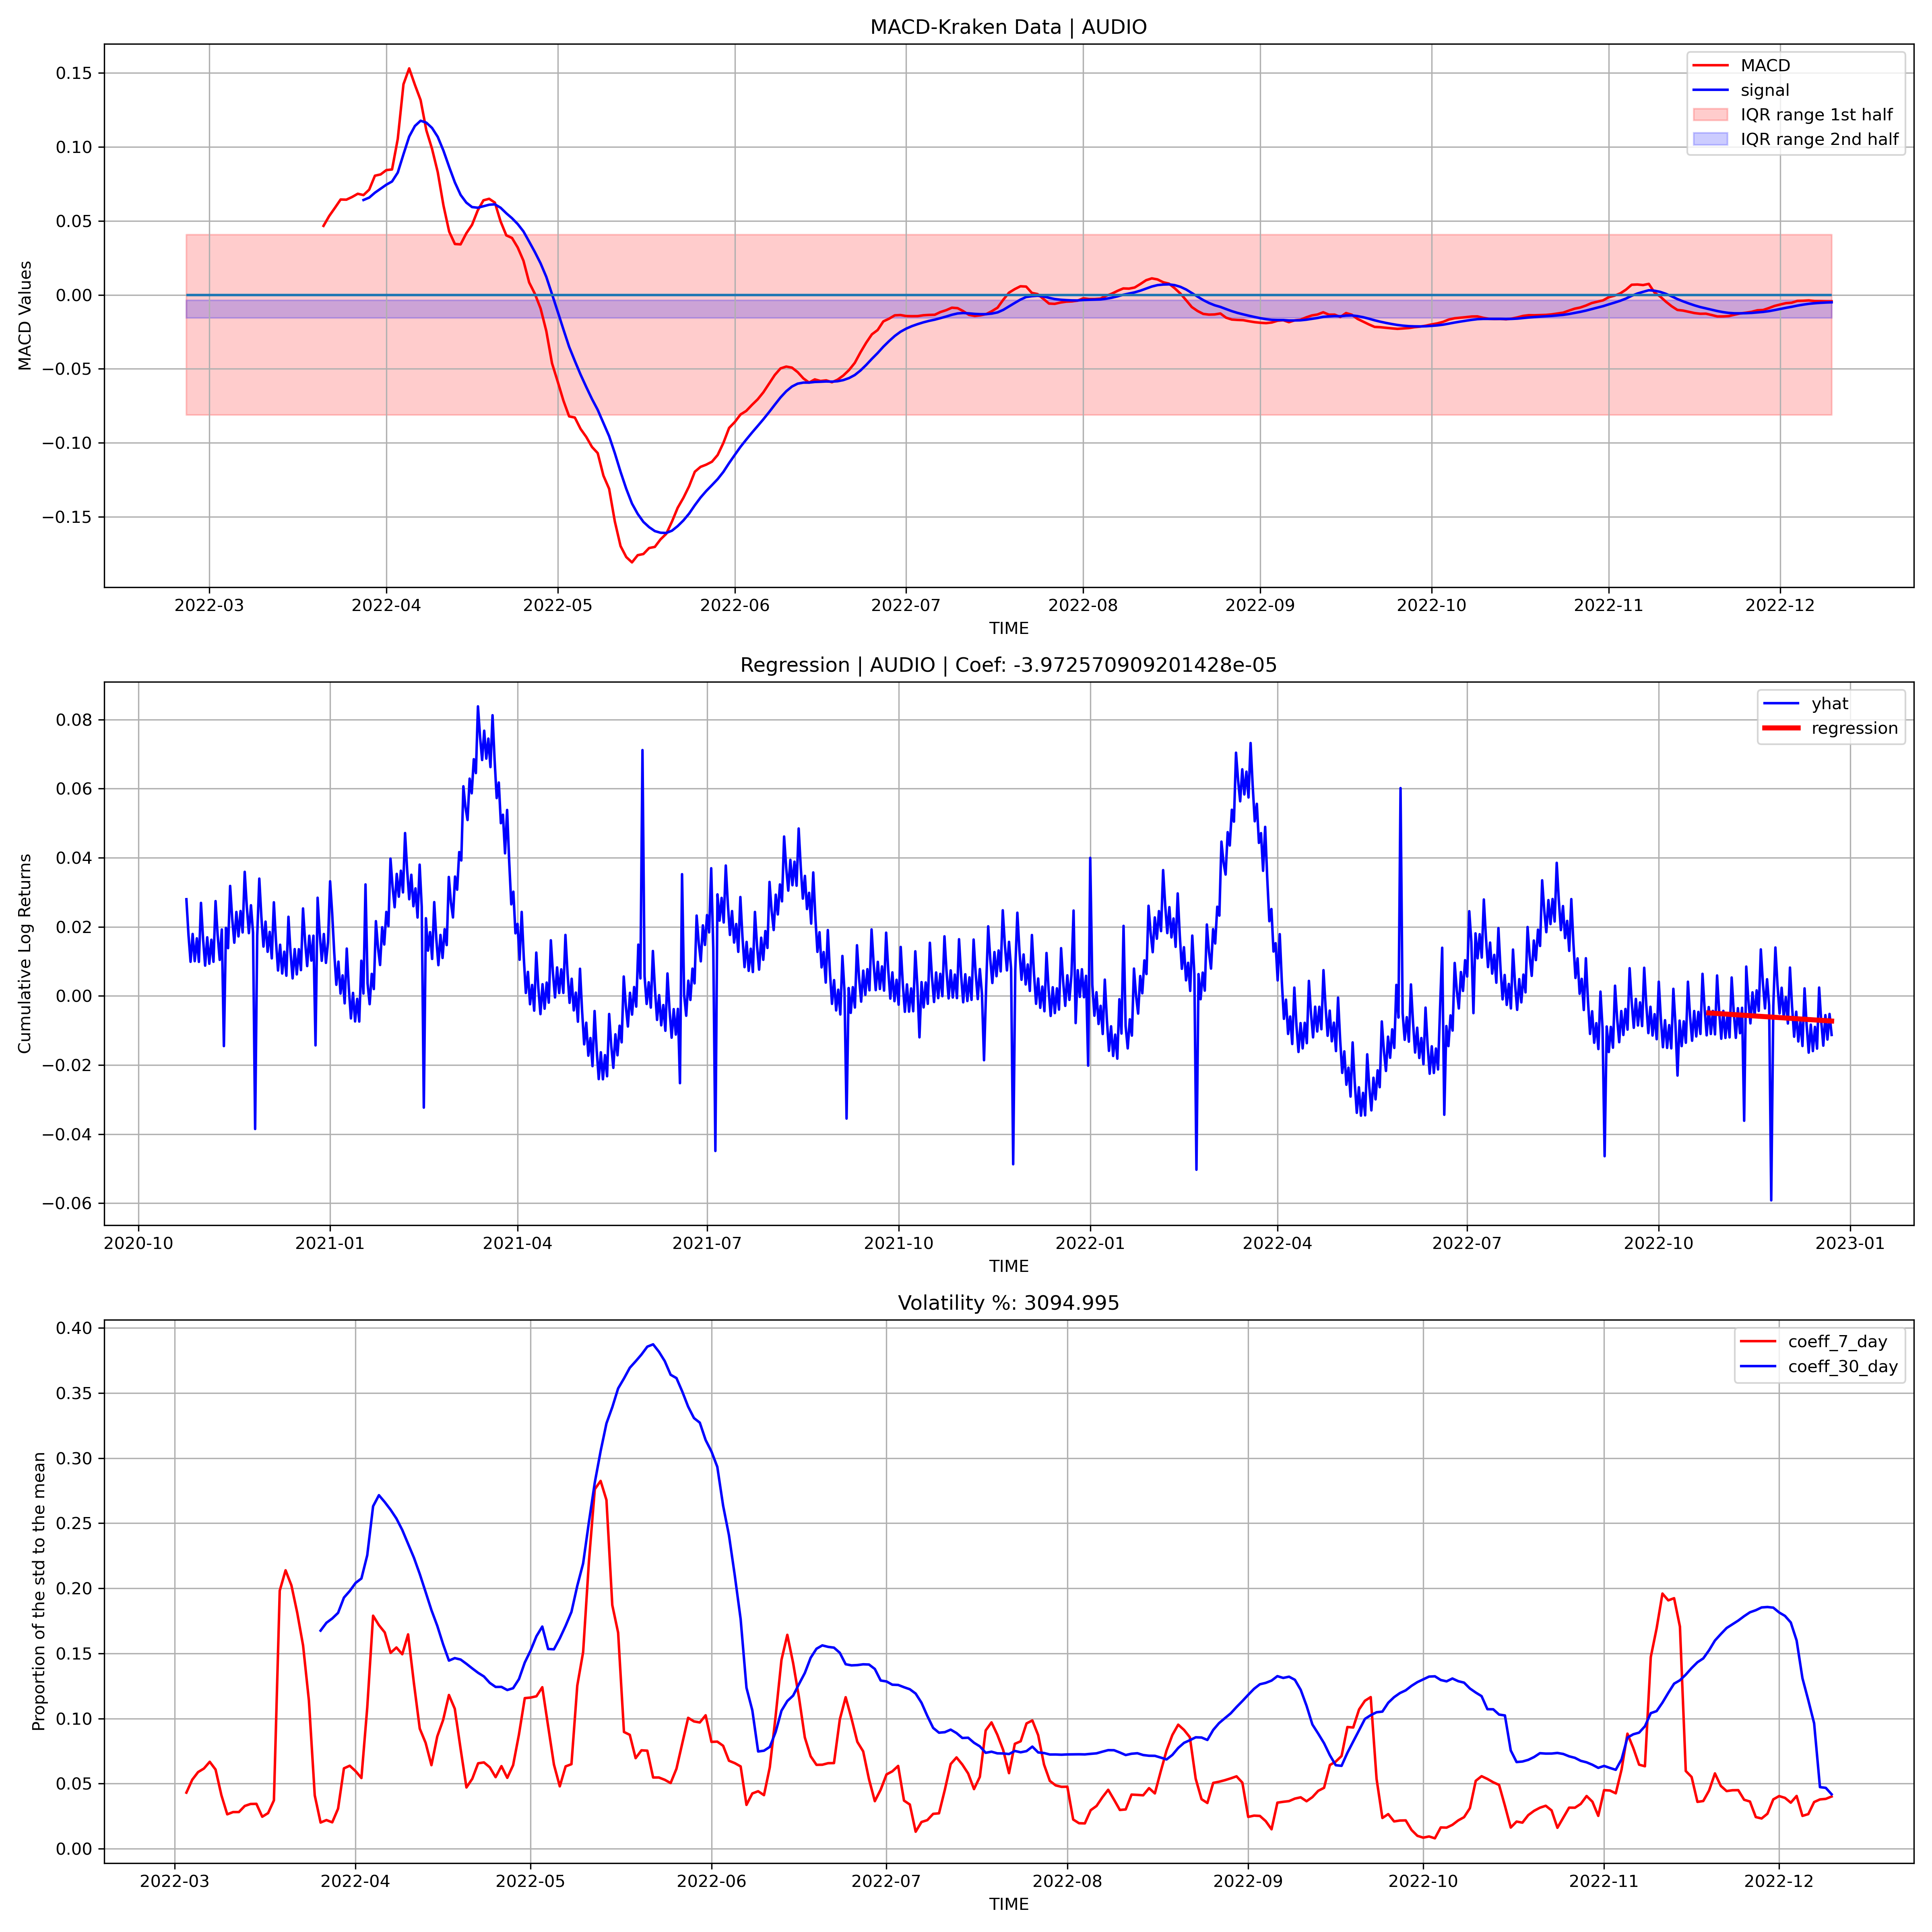 MACD-Kraken Data | AUDIO
MACD
signal
IQR range 1st half
IQR range 2nd half
MACD Values
0.15
0.10
0.05
0.00
−0.05
−0.10
−0.15
2022-03 2022-04 2022-05 2022-06 2022-07 2022-08 2022-09 2022-10 2022-11 2022-12
TIME
Regression | AUDIO | Coef: -3.972570909201428e-05
yhat
regression
Cumulative Log Returns
0.08
0.06
0.04
0.02
0.00
−0.02
−0.04
−0.06
2020-10 2021-01 2021-04 2021-07 2021-10 2022-01 2022-04 2022-07 2022-10 2023-01
TIME
Volatility %: 3094.995
coeff_7_day
coeff_30_day
Proportion of the std to the mean
0.40
0.35
0.30
0.25
0.20
0.15
0.10
0.05
0.00
2022-03 2022-04 2022-05 2022-06 2022-07 2022-08 2022-09 2022-10 2022-11 2022-12
TIME